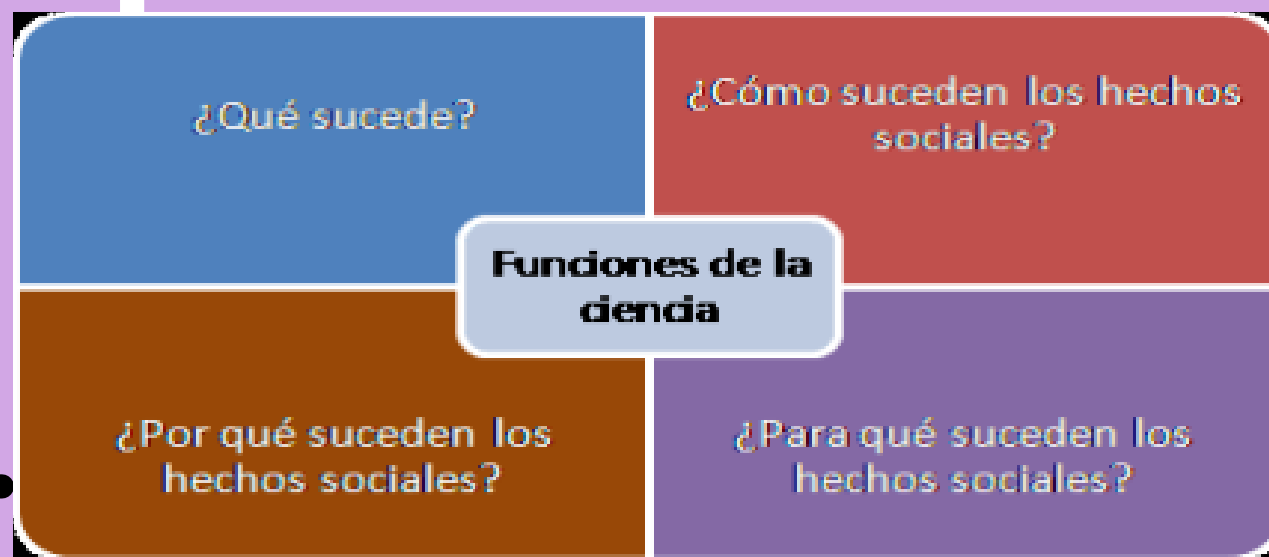 ¿Qué sucede?
¿Cómo suceden los hechos
sociales?
Funciones de la
ciencia
¿Por qué suceden los
hechos sociales?
¿Para qué suceden los
hechos sociales?